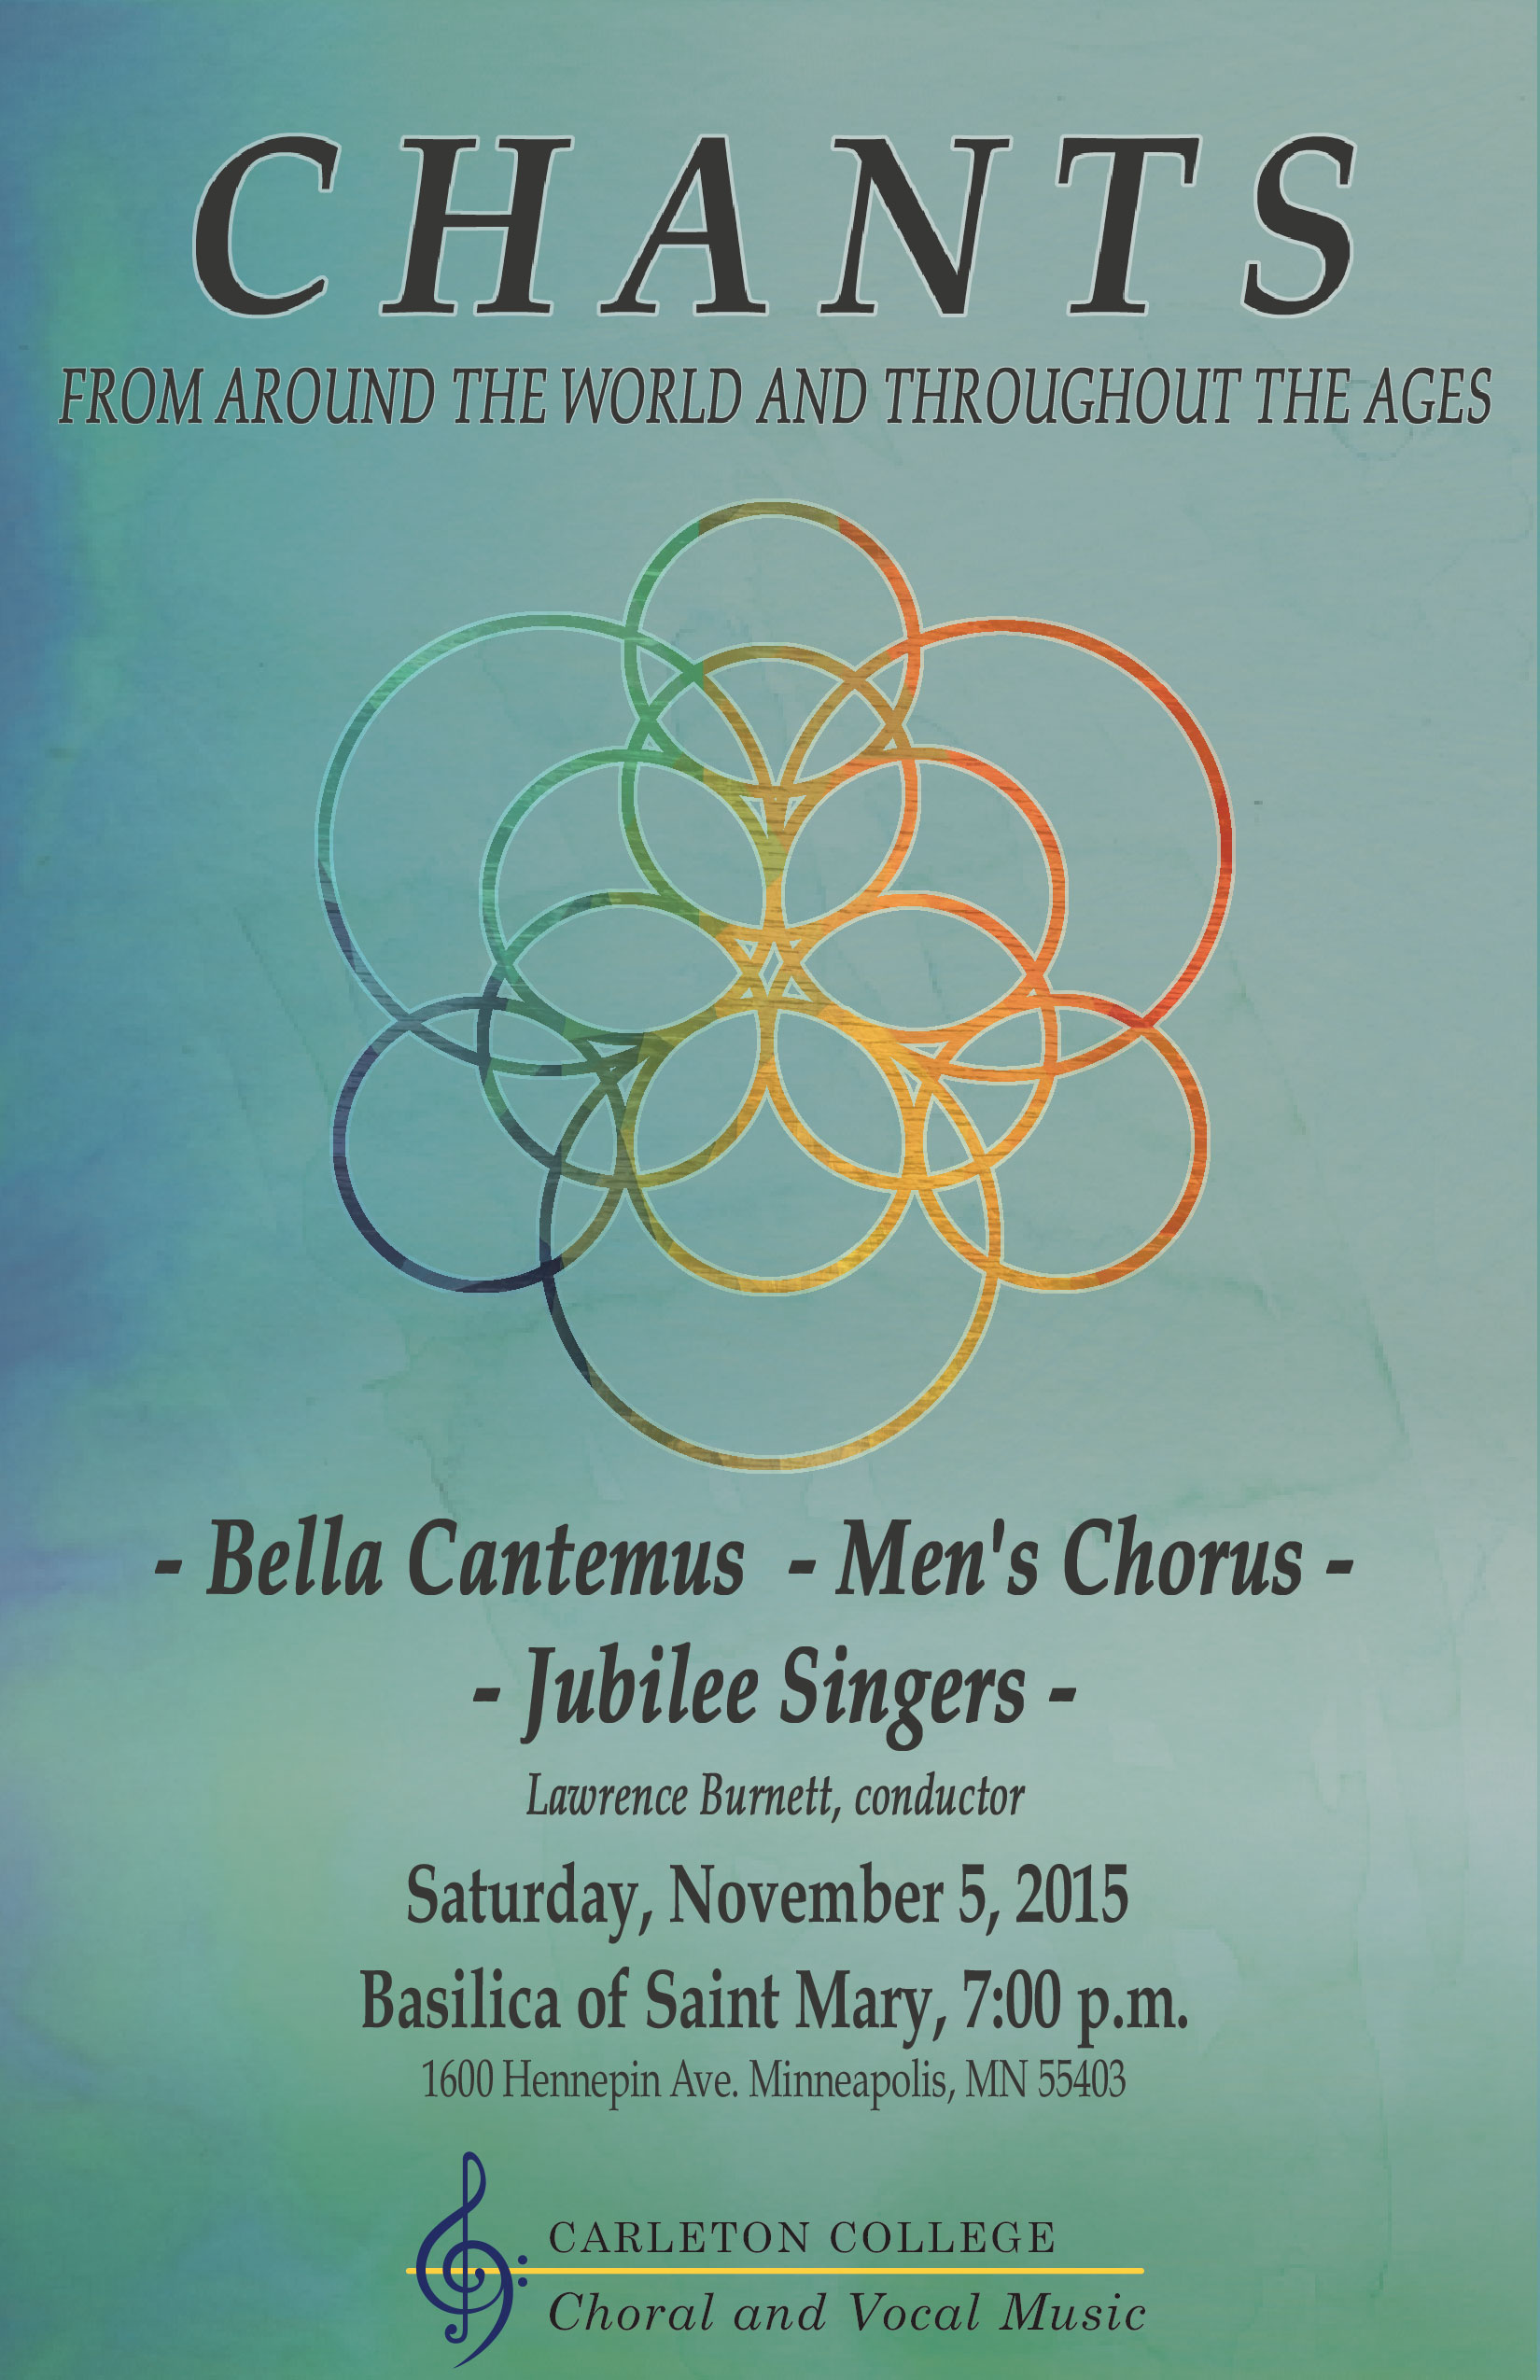 CHANTS
FROM AROUND THE WORLD AND THROUGHOUT THE AGES
- Bella Cantemus - Men's Chorus -
- Jubilee Singers -
Lawrence Burnett, conductor
Saturday, November 5, 2015
Basilica of Saint Mary, 7:00 p.m.
1600 Hennepin Ave. Minneapolis, MN 55403
CARLETON COLLEGE
Choral and Vocal Music